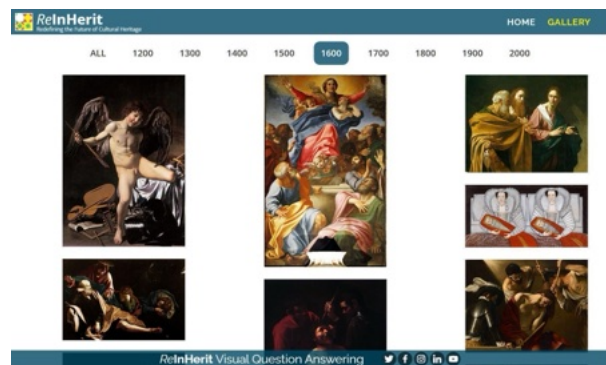 ReInHerit
Redefining the Future of Cultural Heritage
HOME GALLERY
ALL 1200 1300 1400 1500 1600 1700 1800 1900 2000
ReInHerit Visual Question Answering